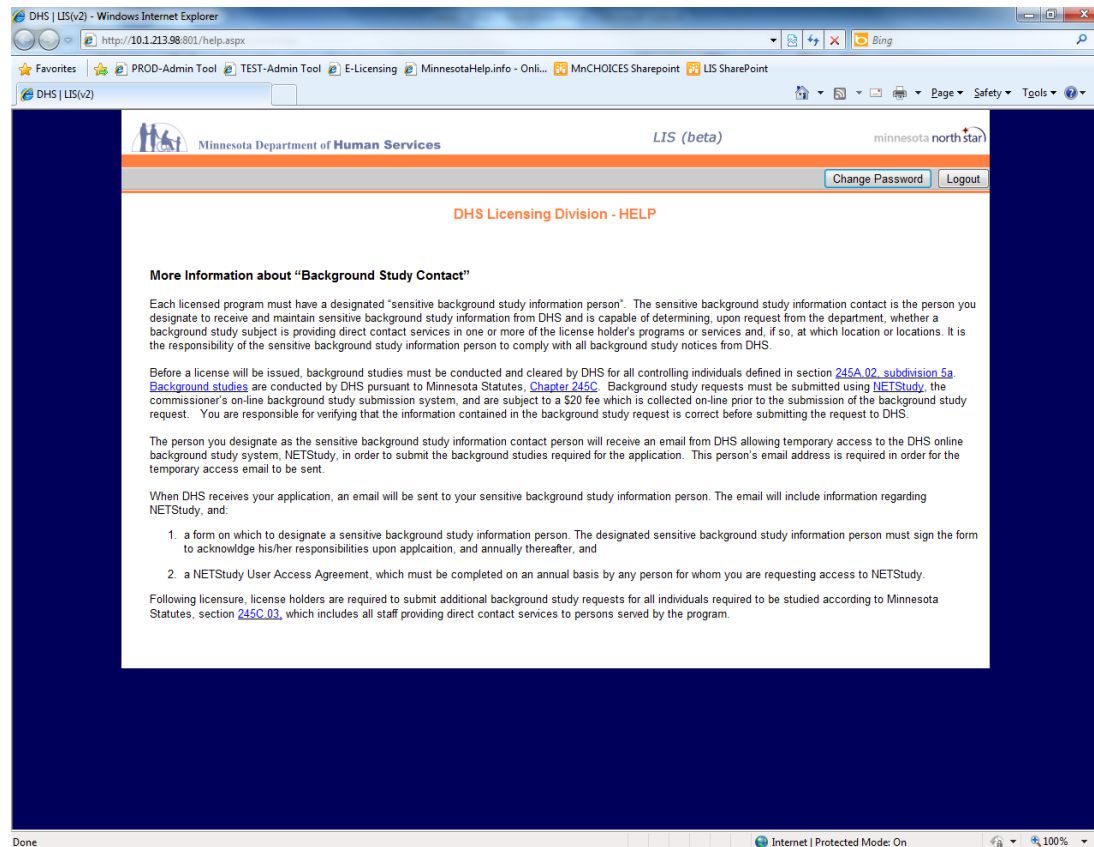 DHS | LIS(v2) - Windows Internet Explorer
http://10.1.213.98:801/help.aspx
Bing
Favorites PROD-Admin Tool TEST-Admin Tool E-Licensing MinnesotaHelp.info - Onli... MnCHOICES Sharepoint LIS SharePoint
DHS | LIS(v2) Page Safety Tools
Minnesota Department of Human Services LIS (beta) minnesota north star
Change Password Logout
DHS Licensing Division - HELP
More Information about “Background Study Contact”
Each licensed program must have a designated “sensitive background study information person”. The sensitive background study information contact is the person you
designate to receive and maintain sensitive background study information from DHS and is capable of determining, upon request from the department, whether a
background study subject is providing direct contact services in one or more of the license holder's programs or services and, if so, at which location or locations. It is
the responsibility of the sensitive background study information person to comply with all background study notices from DHS.
Before a license will be issued, background studies must be conducted and cleared by DHS for all controlling individuals defined in section 245A.02, subdivision 5a.
Background studies are conducted by DHS pursuant to Minnesota Statutes, Chapter 245C. Background study requests must be submitted using NETStudy, the
commissioner's on-line background study submission system, and are subject to a $20 fee which is collected on-line prior to the submission of the background study
request. You are responsible for verifying that the information contained in the background study request is correct before submitting the request to DHS.
The person you designate as the sensitive background study information contact person will receive an email from DHS allowing temporary access to the DHS online
background study system, NETStudy, in order to submit the background studies required for the application. This person's email address is required in order for the
temporary access email to be sent.
When DHS receives your application, an email will be sent to your sensitive background study information person. The email will include information regarding
NETStudy, and:
1. a form on which to designate a sensitive background study information person. The designated sensitive background study information person must sign the form
to acknowldge his/her responsibilities upon applcaition, and annually thereafter, and
2. a NETStudy User Access Agreement, which must be completed on an annual basis by any person for whom you are requesting access to NETStudy.
Following licensure, license holders are required to submit additional background study requests for all individuals required to be studied according to Minnesota
Statutes, section 245C.03, which includes all staff providing direct contact services to persons served by the program.
Done Internet | Protected Mode: On 100%